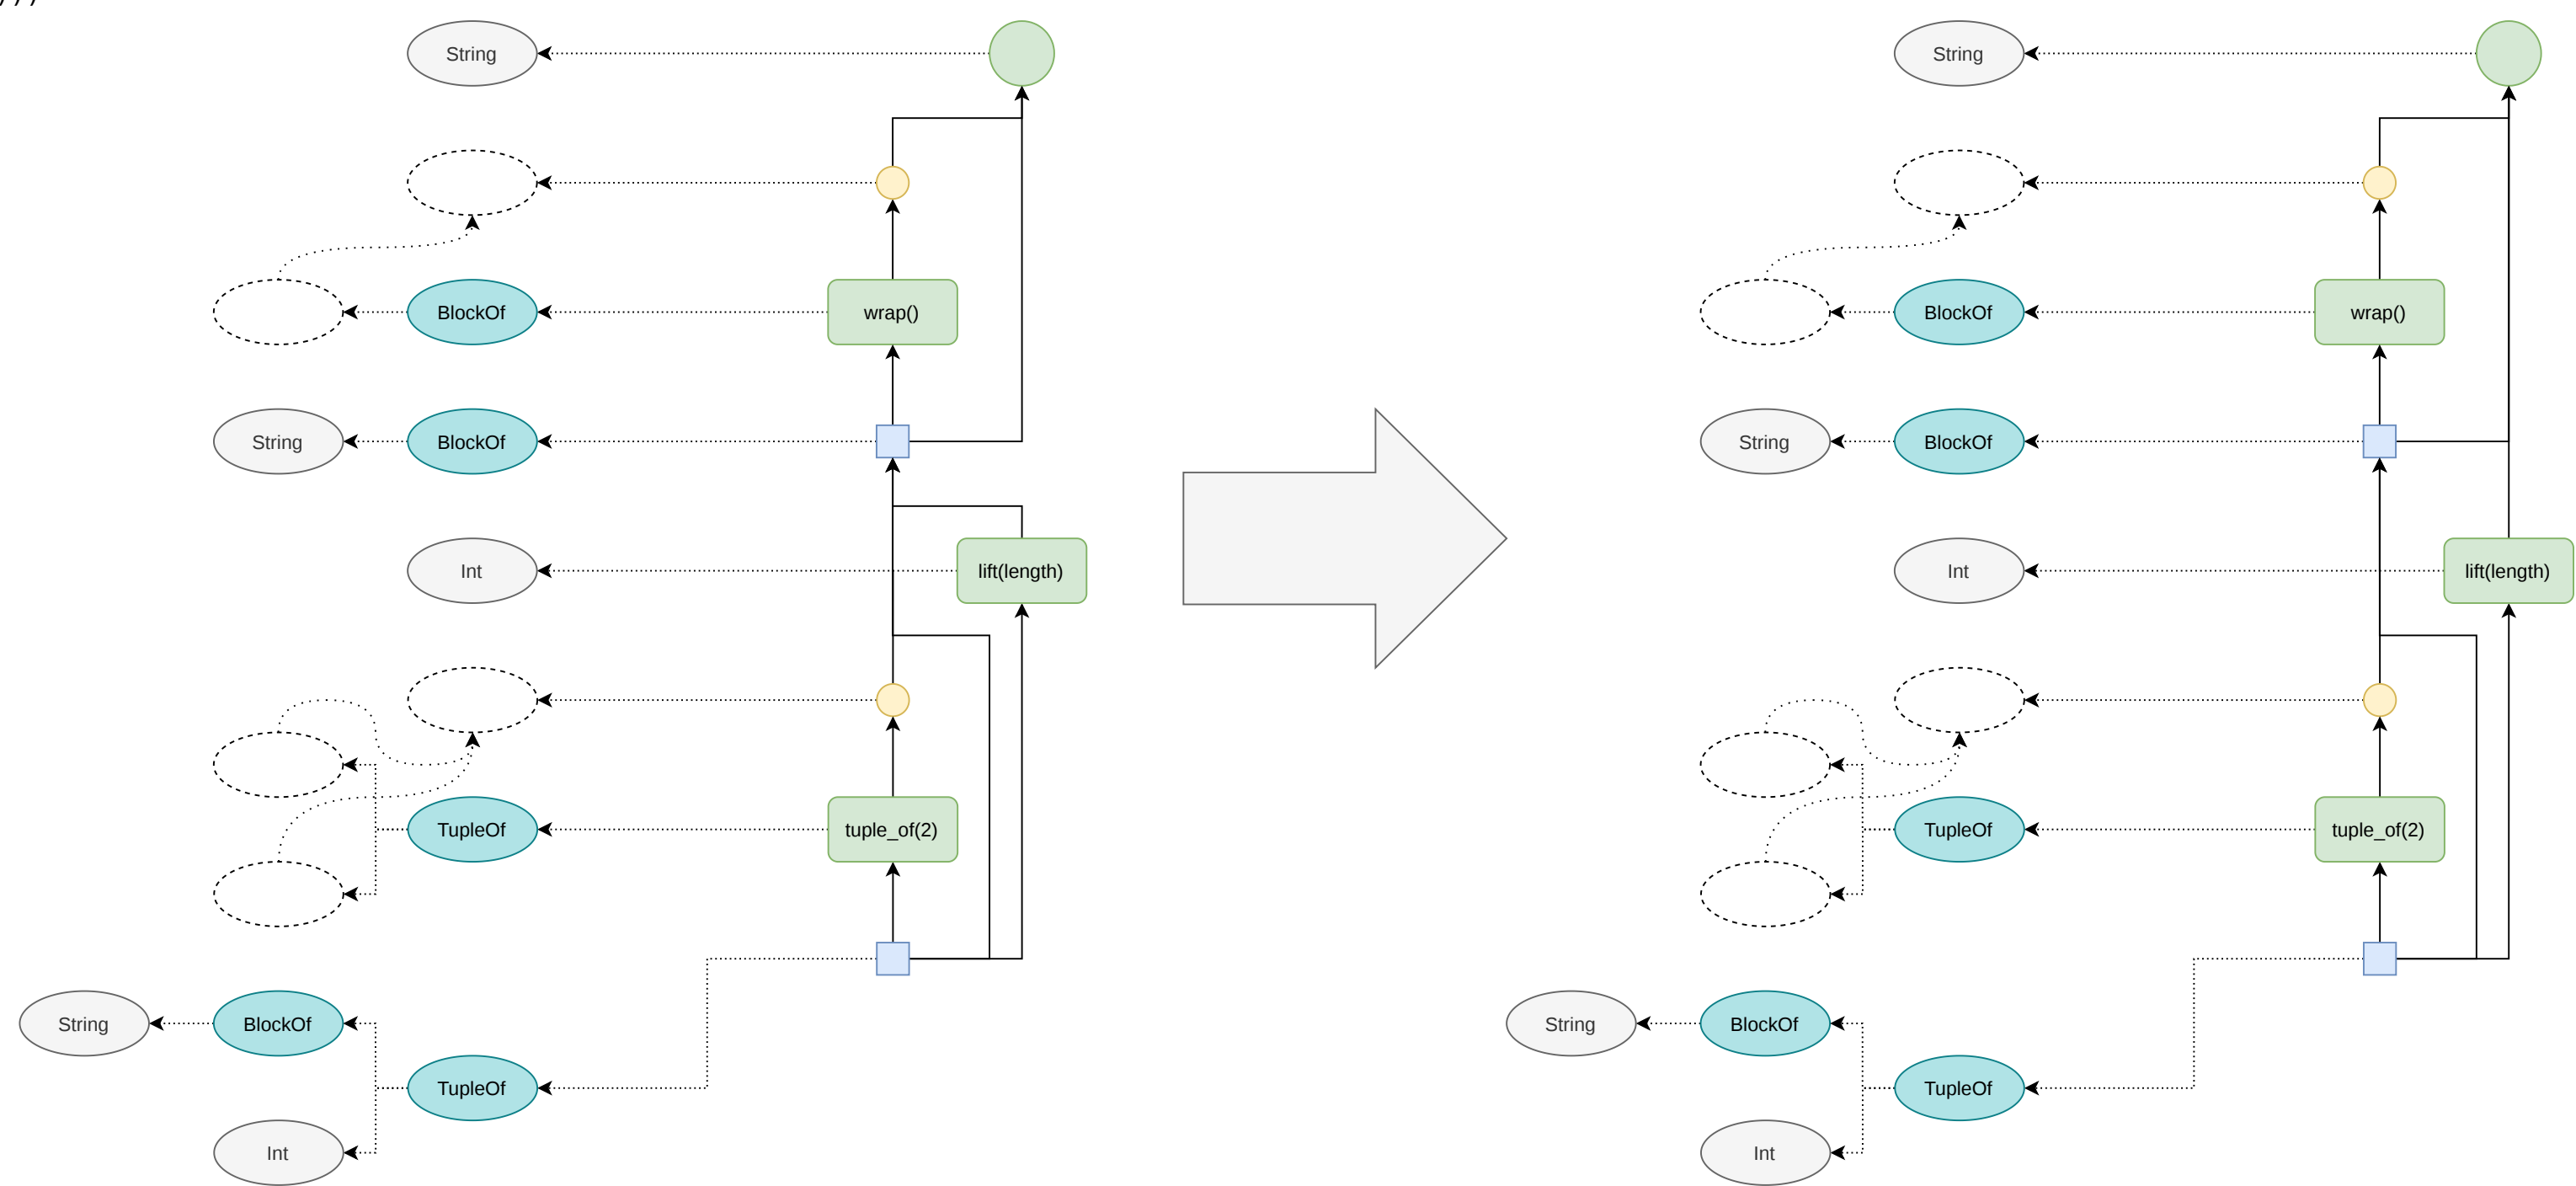 String
String
BlockOf
wrap()
BlockOf
wrap()
String
BlockOf
String
BlockOf
Int
lift(length)
Int
lift(length)
TupleOf
tuple_of(2)
TupleOf
tuple_of(2)
String
BlockOf
String
BlockOf
TupleOf
TupleOf
Int
Int